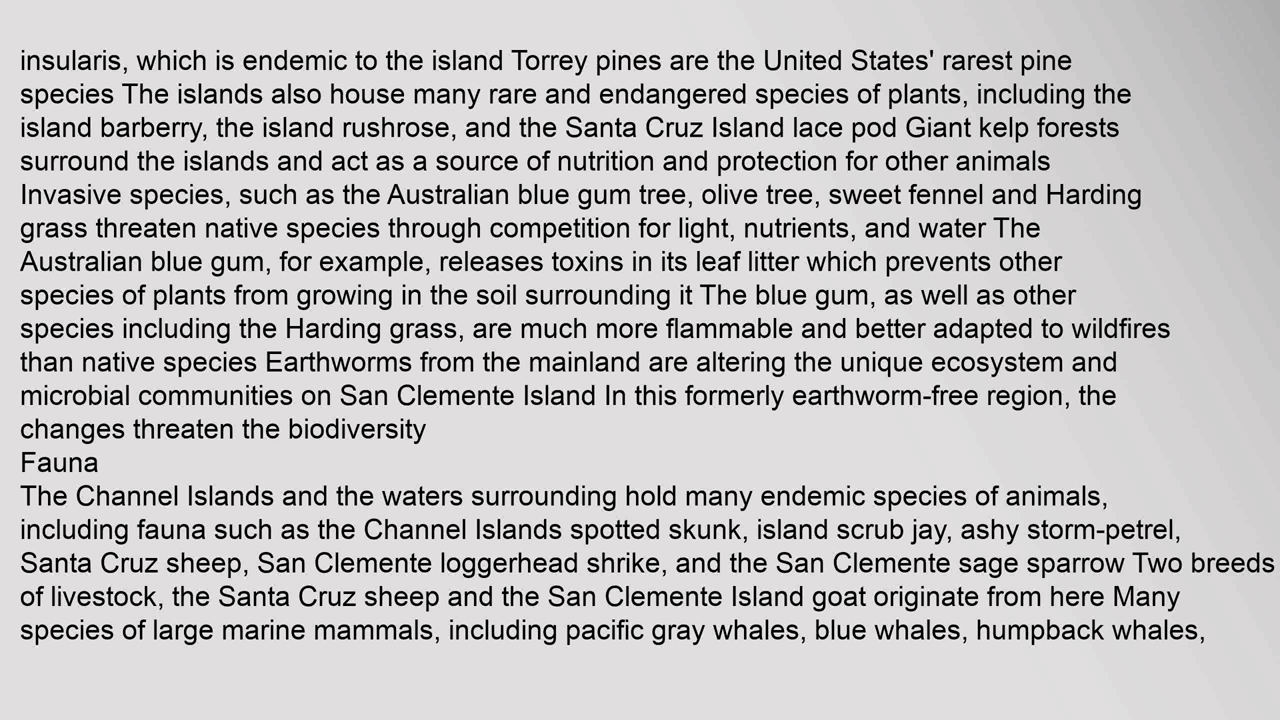 insularis, which is endemic to the island Torrey pines are the United States' rarest pine
species The islands also house many rare and endangered species of plants, including the
island barberry, the island rushrose, and the Santa Cruz Island lace pod Giant kelp forests
surround the islands and act as a source of nutrition and protection for other animals
Invasive species, such as the Australian blue gum tree, olive tree, sweet fennel and Harding
grass threaten native species through competition for light, nutrients, and water The
Australian blue gum, for example, releases toxins in its leaf litter which prevents other
species of plants from growing in the soil surrounding it The blue gum, as well as other
species including the Harding grass, are much more flammable and better adapted to wildfires
than native species Earthworms from the mainland are altering the unique ecosystem and
microbial communities on San Clemente Island In this formerly earthworm-free region, the
changes threaten the biodiversity
Fauna
The Channel Islands and the waters surrounding hold many endemic species of animals,
including fauna such as the Channel Islands spotted skunk, island scrub jay, ashy storm-petrel,
Santa Cruz sheep, San Clemente loggerhead shrike, and the San Clemente sage sparrow Two breeds
of livestock, the Santa Cruz sheep and the San Clemente Island goat originate from here Many
species of large marine mammals, including pacific gray whales, blue whales, humpback whales,